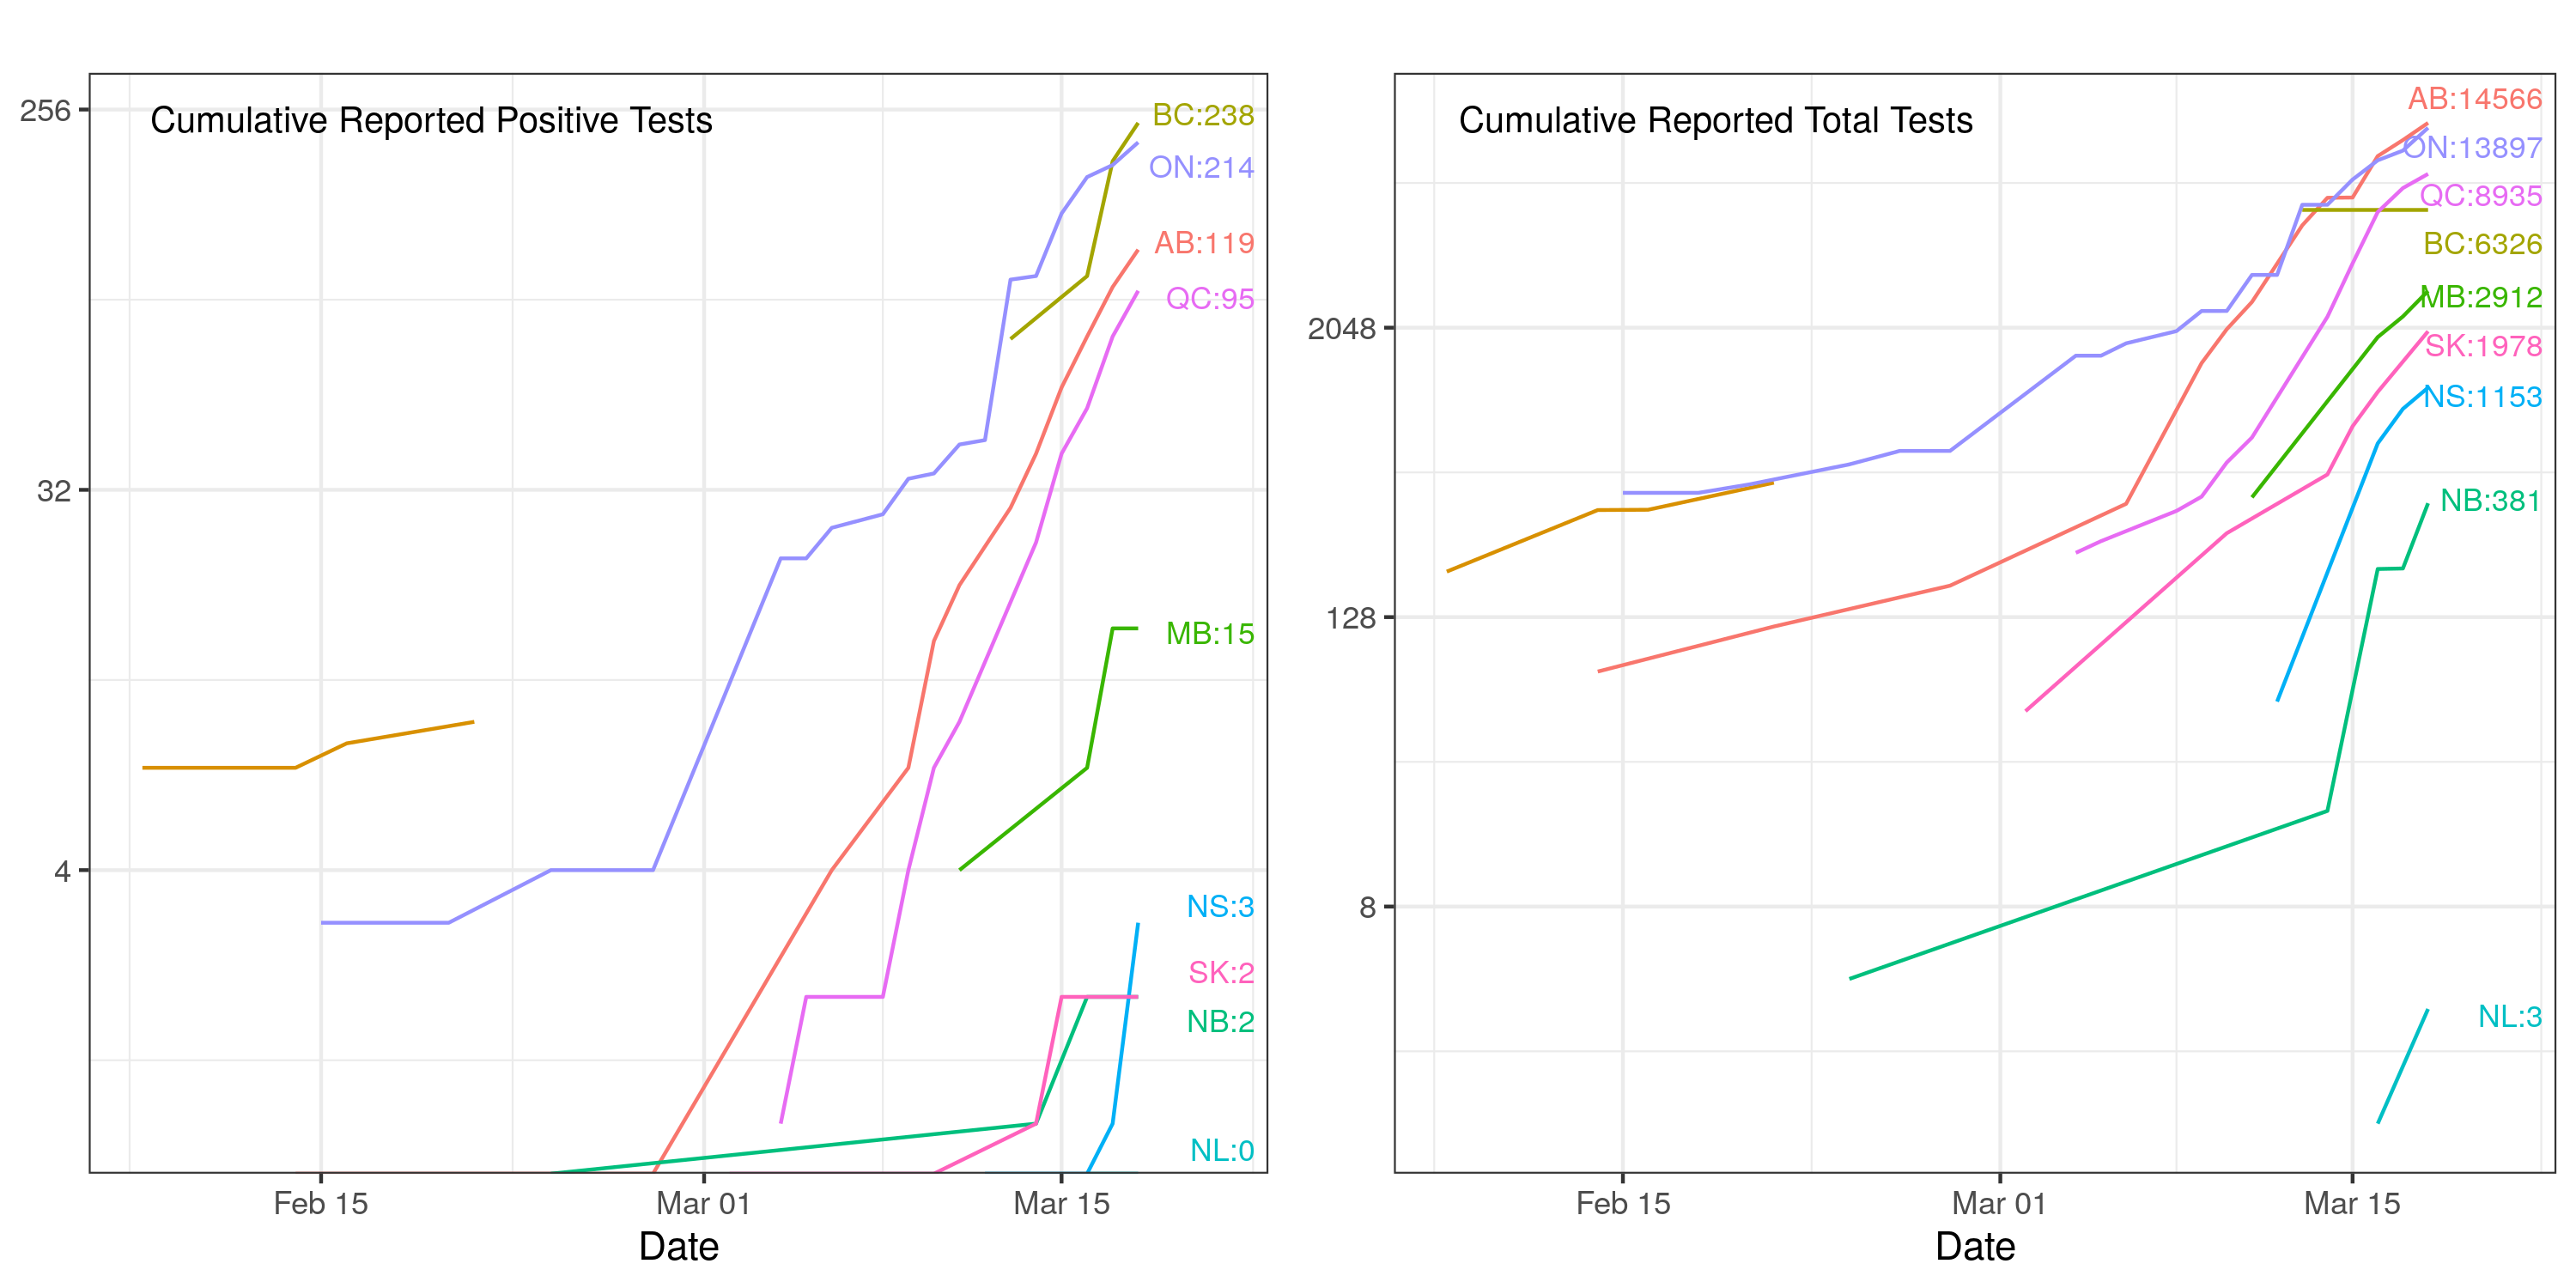 Cumulative Reported Positive Tests
256
32
4
BC:238
ON:214
AB:119
QC:95
MB:15
NS:3
SK:2
NB:2
NL:0
Feb 15
Mar 01
Mar 15
Date
Cumulative Reported Total Tests
2048
128
8
AB:14566
ON:13897
QC:8935
BC:6326
MB:2912
SK:1978
NS:1153
NB:381
NL:3
Feb 15
Mar 01
Mar 15
Date